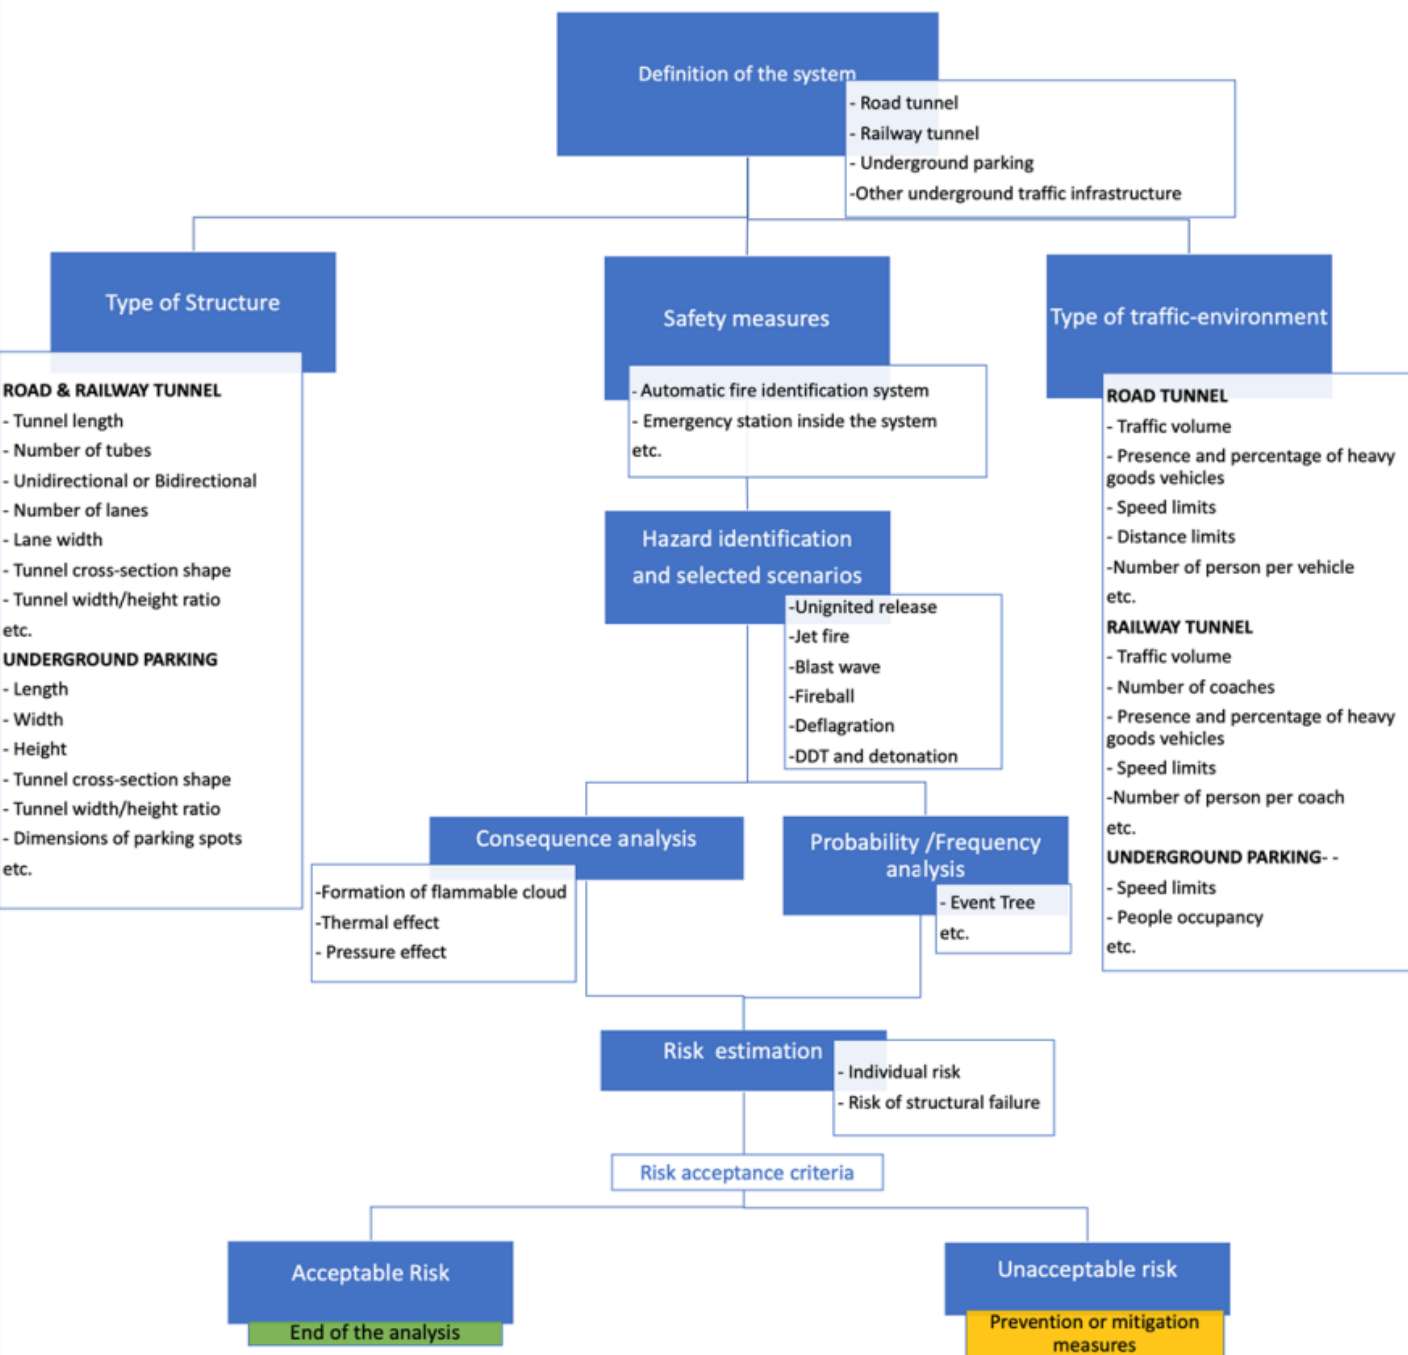 Definition of the system
- Road tunnel
- Railway tunnel
- Underground parking
-Other underground traffic infrastructure
Type of Structure
ROAD & RAILWAY TUNNEL
- Tunnel length
- Number of tubes
- Unidirectional or Bidirectional
- Number of lanes
- Lane width
- Tunnel cross-section shape
- Tunnel width/height ratio
etc.
UNDERGROUND PARKING
- Length
- Width
- Height
- Tunnel cross-section shape
- Tunnel width/height ratio
- Dimensions of parking spots
etc.
Safety measures
- Automatic fire identification system
- Emergency station inside the system
etc.
Type of traffic-environment
ROAD TUNNEL
- Traffic volume
- Presence and percentage of heavy
goods vehicles
- Speed limits
- Distance limits
-Number of person per vehicle
etc.
RAILWAY TUNNEL
- Traffic volume
- Number of coaches
- Presence and percentage of heavy
goods vehicles
- Speed limits
-Number of person per coach
etc.
UNDERGROUND PARKING- -
- Speed limits
- People occupancy
etc.
Hazard identification
and selected scenarios
-Unignited release
-Jet fire
-Blast wave
-Fireball
-Deflagration
-DDT and detonation
Consequence analysis
-Formation of flammable cloud
-Thermal effect
- Pressure effect
Probability /Frequency
analysis
- Event Tree
etc.
Risk estimation
- Individual risk
- Risk of structural failure
Risk acceptance criteria
Acceptable Risk
End of the analysis
Unacceptable risk
Prevention or mitigation
measures